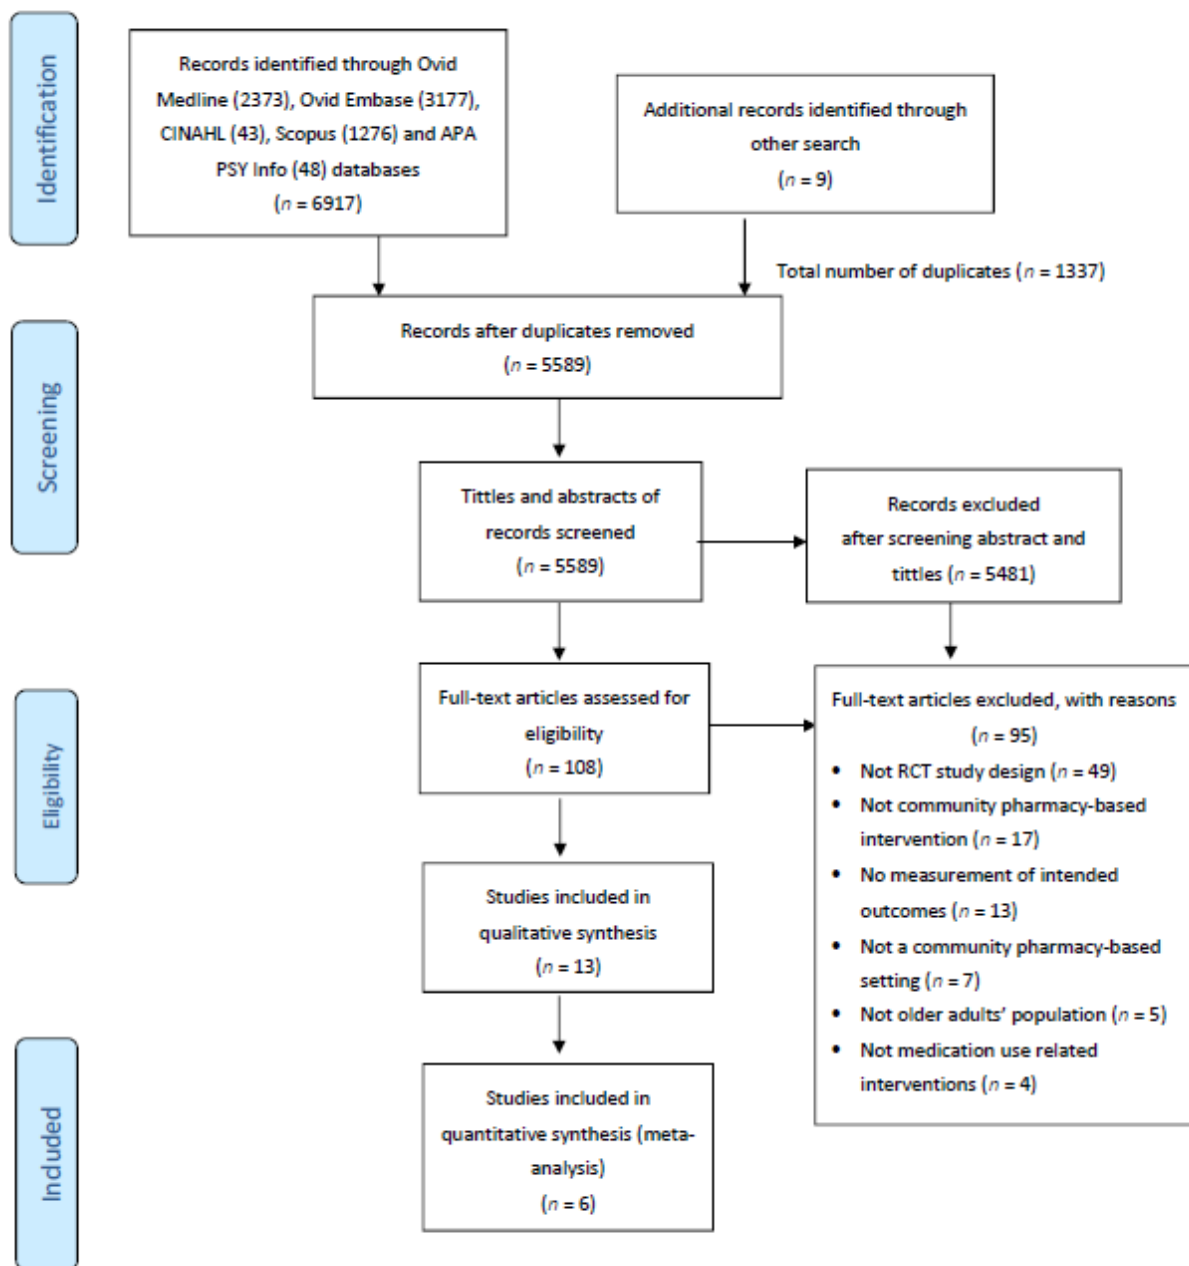 Identification
Records identified through Ovid
Medline (2373), Ovid Embase (3177),
CINAHL (43), Scopus (1276) and APA
PSY Info (48) databases
(n = 6917)
Additional records identified through
other search
(n = 9)
Total number of duplicates (n = 1337)
Screening
Records after duplicates removed
(n = 5589)
Tittles and abstracts of
records screened
(n = 5589)
Records excluded
after screening abstract and
tittles (n = 5481)
Eligibility
Full-text articles assessed for
eligibility
(n = 108)
Full-text articles excluded, with reasons
(n = 95)
• Not RCT study design (n = 49)
• Not community pharmacy-based
intervention (n = 17)
• No measurement of intended
outcomes (n = 13)
• Not a community pharmacy-based
setting (n = 7)
• Not older adults’ population (n = 5)
• Not medication use related
interventions (n = 4)
Studies included in
qualitative synthesis
(n = 13)
Included
Studies included in
quantitative synthesis (meta-
analysis)
(n = 6)